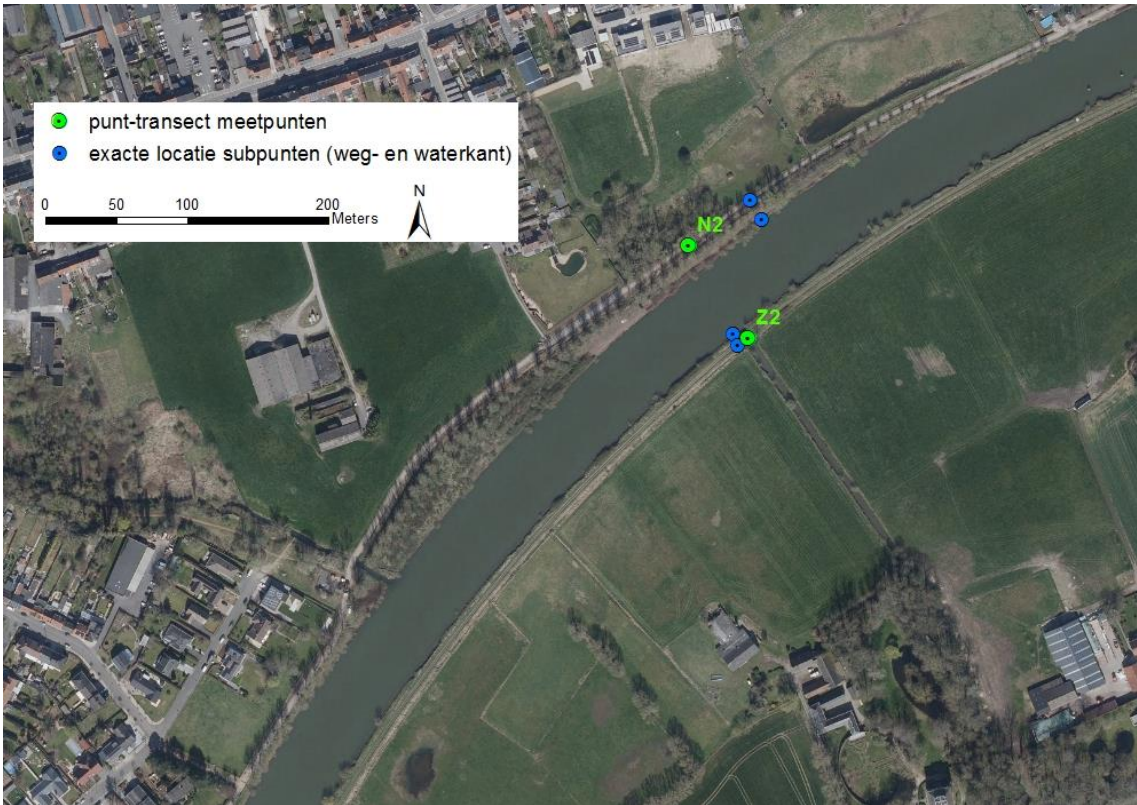 punt-transect meetpunten
exacte locatie subpunten (weg- en waterkant)
N
0 50 100 200
Meters
N2
Z2